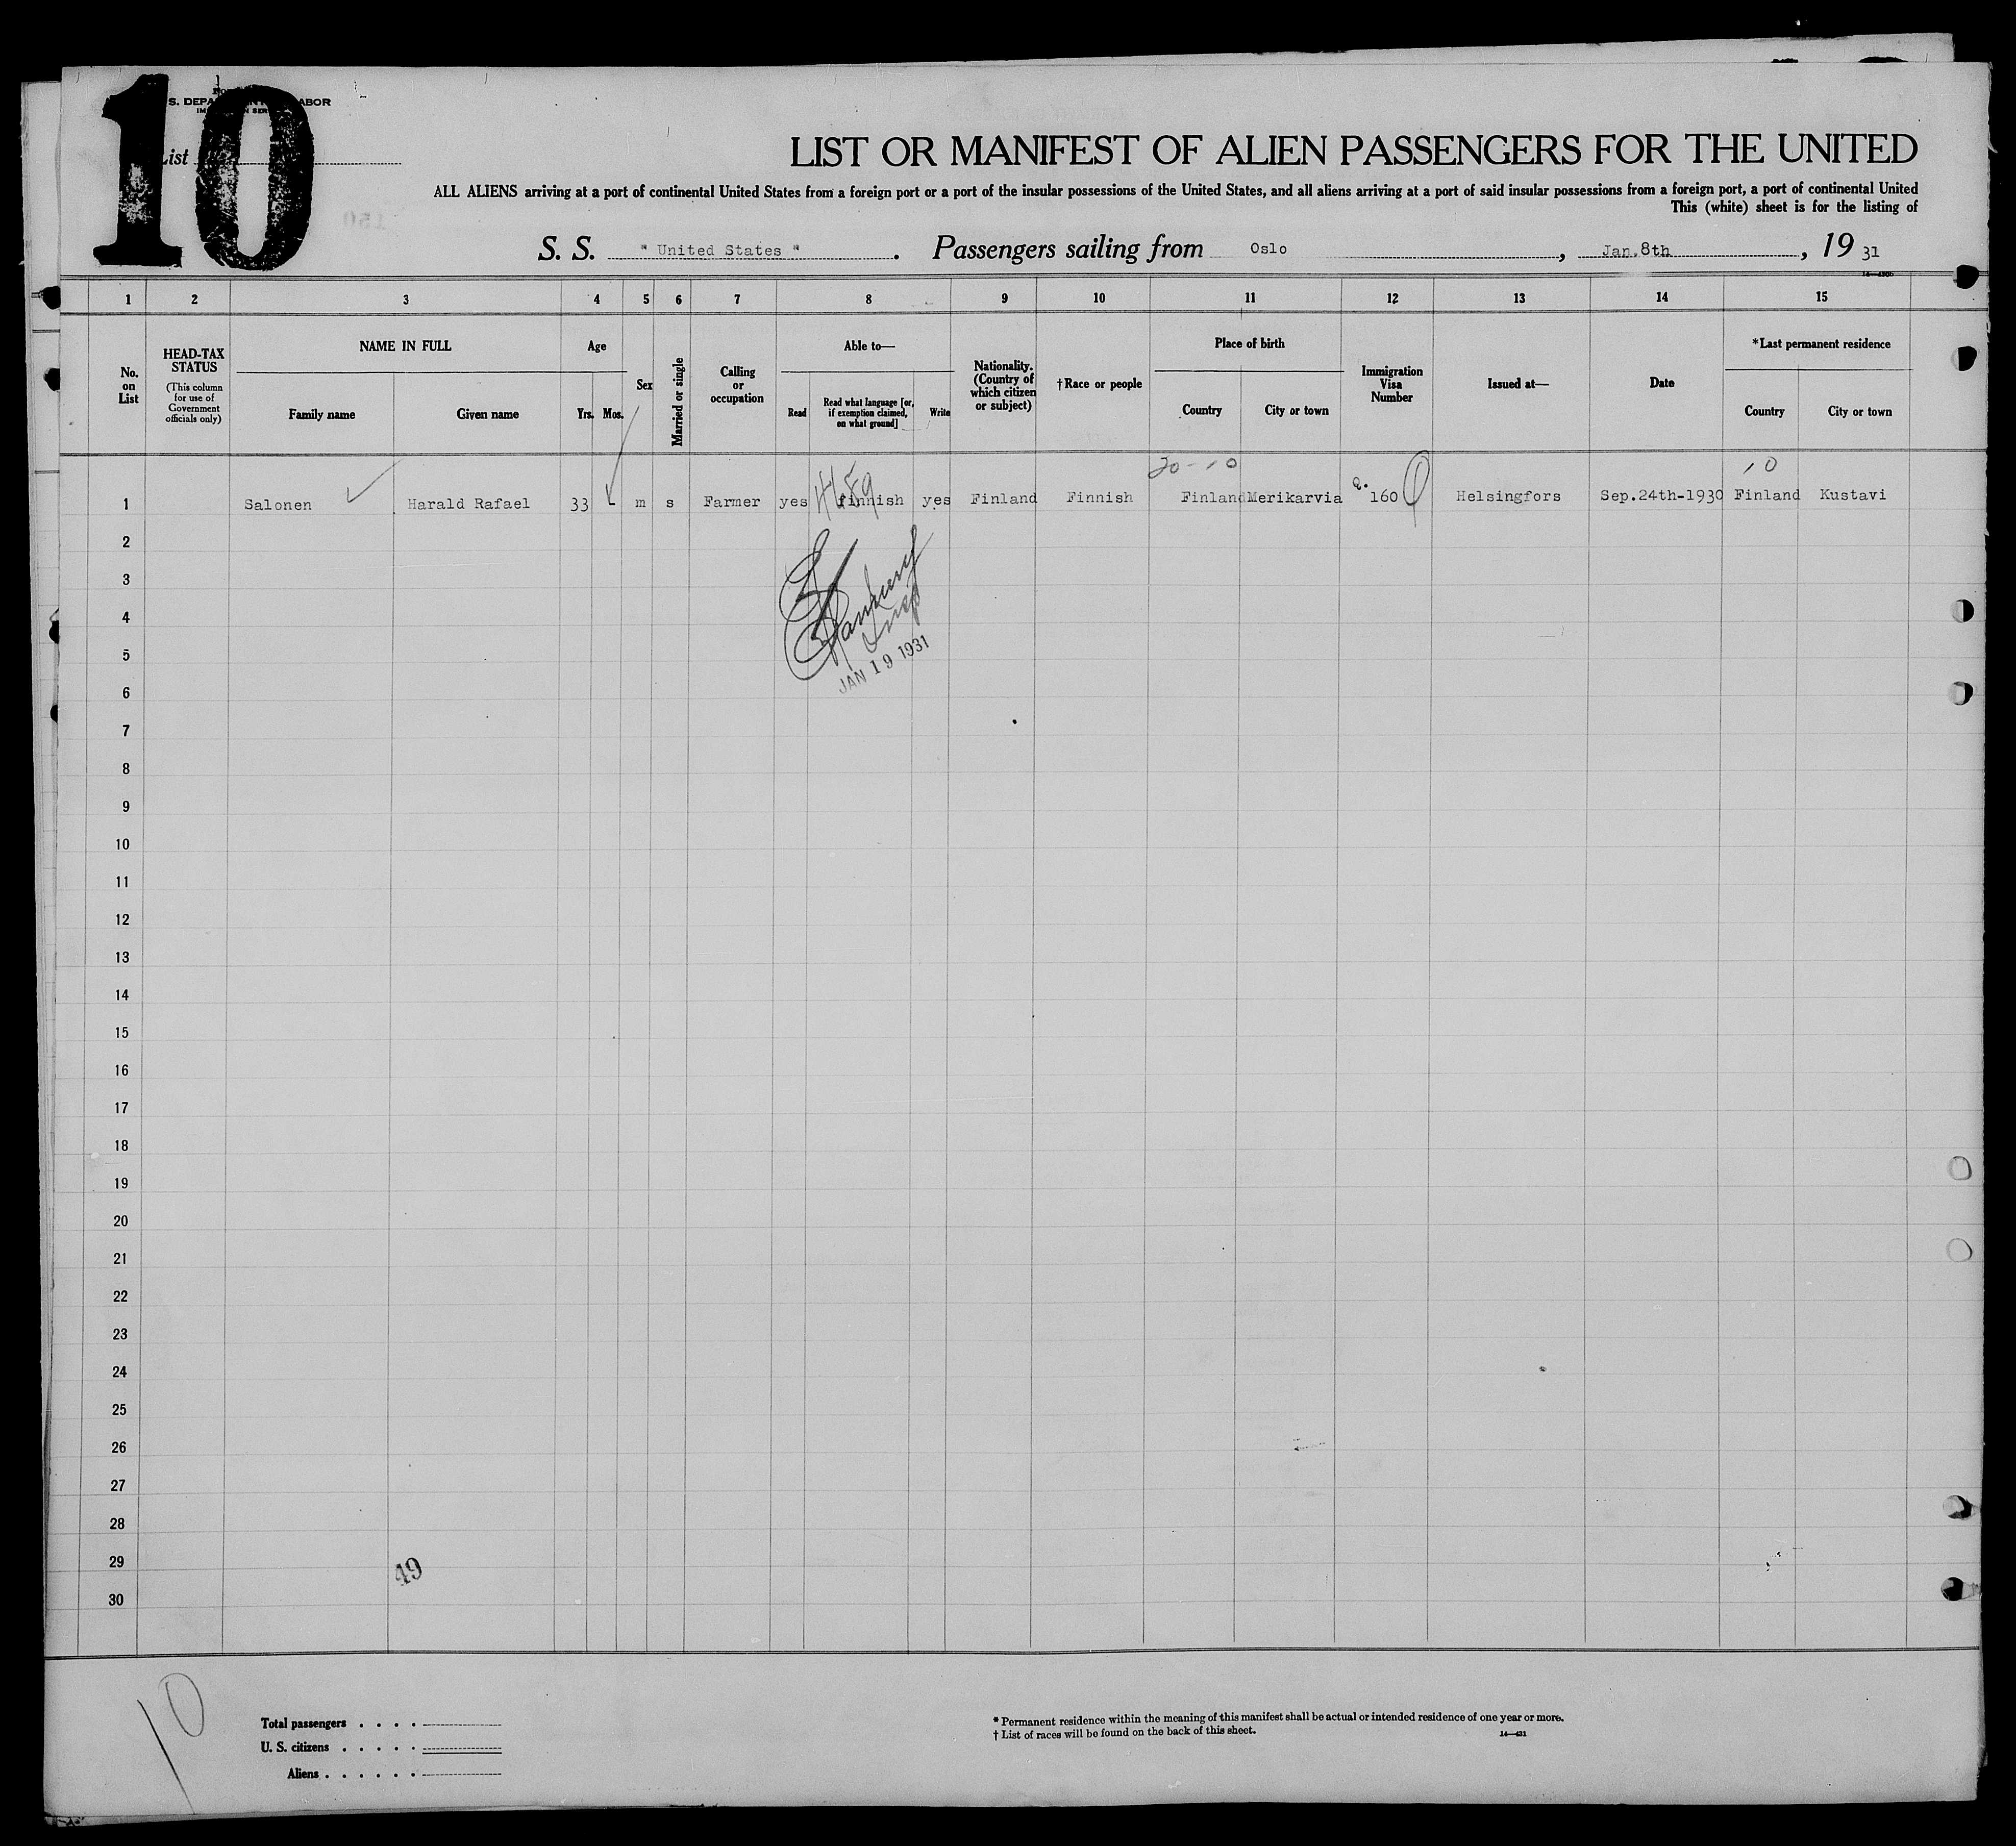 10
S. DEPA LABOR
List
LIST OR MANIFEST OF ALIEN PASSENGERS FOR THE UNITED
ALL ALIENS arriving at a port of continental United States from a foreign port or a port of the insular possessions of the United States, and all aliens arriving at a port of said insular possessions from a foreign port, a port of continental United
This (white) sheet is for the listing of
S. S. " United States " . Passengers sailing from Oslo , Jan.8th , 19 31
1 2 3 4 5 6 7 8 9 10 11 12 13 14 15
No. on List
HEAD-TAX STATUS
(This column for use of Government officials only)
NAME IN FULL
Family name Given name
Age
Yrs. Mos.
Sex
Married or single
Calling or occupation
Able to—
Read
Read what language [or, if exemption claimed, on what ground]
Write
Nationality. (Country of which citizen or subject)
†Race or people
Place of birth
Country City or town
Immigration Visa Number
Issued at—
Date
*Last permanent residence
Country City or town
20-10 10
1 Salonen Harald Rafael 33 m s Farmer yes finnish yes Finland Finnish Finland Merikarvia 160 Helsingfors Sep.24th-1930 Finland Kustavi
2
3
4
5
JAN 19 1931
6
7
8
9
10
11
12
13
14
15
16
17
18
19
20
21
22
23
24
25
26
27
28
29
49
30
10
Total passengers . . . .
U. S. citizens . . . . .
Aliens . . . . . .
* Permanent residence within the meaning of this manifest shall be actual or intended residence of one year or more.
† List of races will be found on the back of this sheet.
14—421